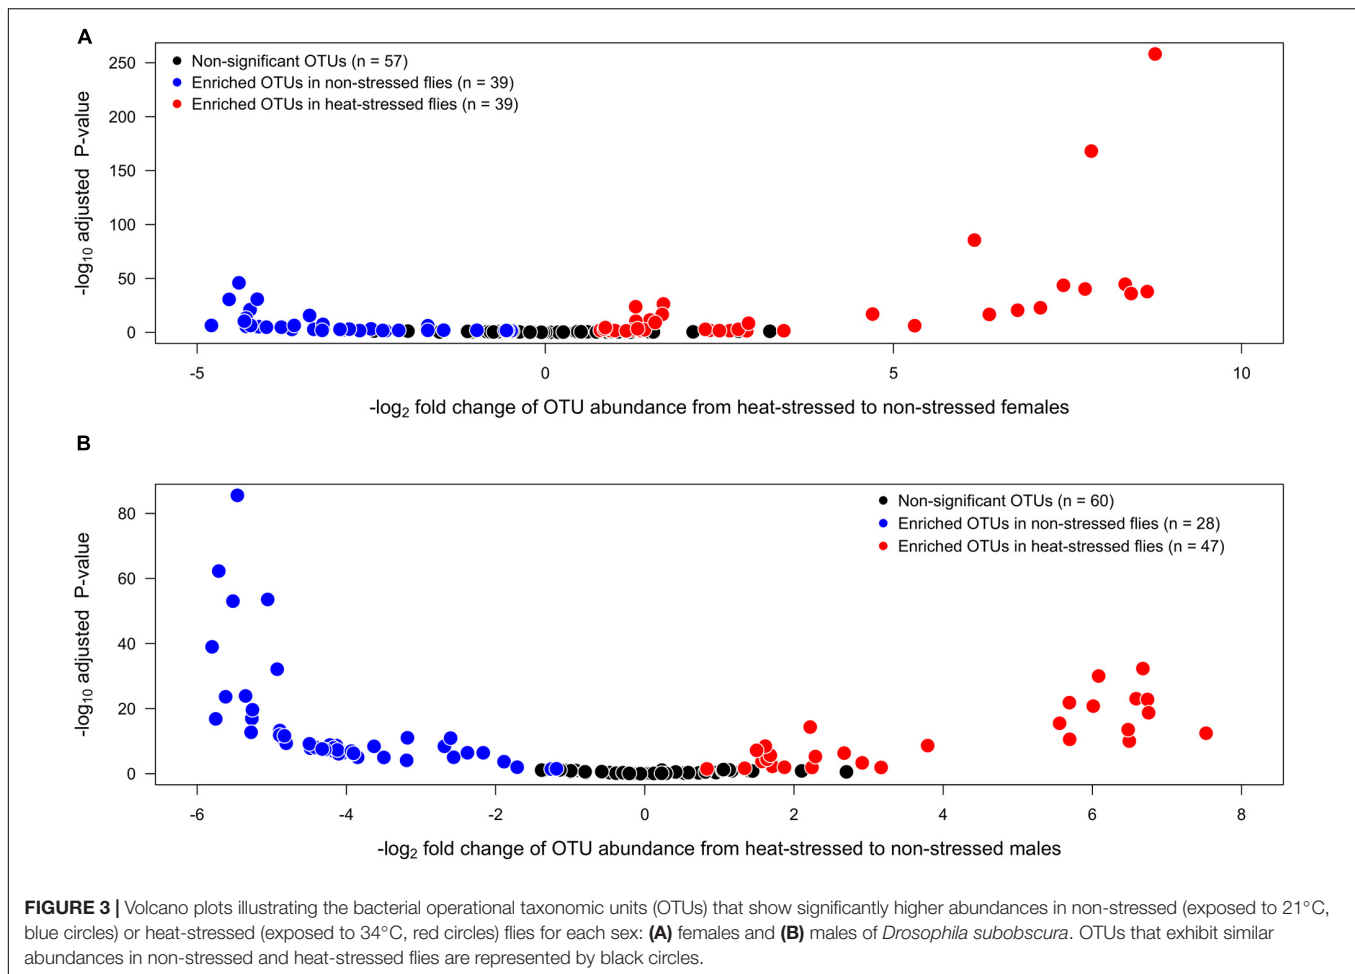 A
Non-significant OTUs (n = 57)
Enriched OTUs in non-stressed flies (n = 39)
Enriched OTUs in heat-stressed flies (n = 39)
250
200
150
100
50
0
-log10 adjusted P-value
-5
0
5
10
-log2 fold change of OTU abundance from heat-stressed to non-stressed females
B
Non-significant OTUs (n = 60)
Enriched OTUs in non-stressed flies (n = 28)
Enriched OTUs in heat-stressed flies (n = 47)
80
60
40
20
0
-log10 adjusted P-value
-6
-4
-2
0
2
4
6
8
-log2 fold change of OTU abundance from heat-stressed to non-stressed males
FIGURE 3 | Volcano plots illustrating the bacterial operational taxonomic units (OTUs) that show significantly higher abundances in non-stressed (exposed to 21°C,
blue circles) or heat-stressed (exposed to 34°C, red circles) flies for each sex: (A) females and (B) males of Drosophila subobscura. OTUs that exhibit similar
abundances in non-stressed and heat-stressed flies are represented by black circles.